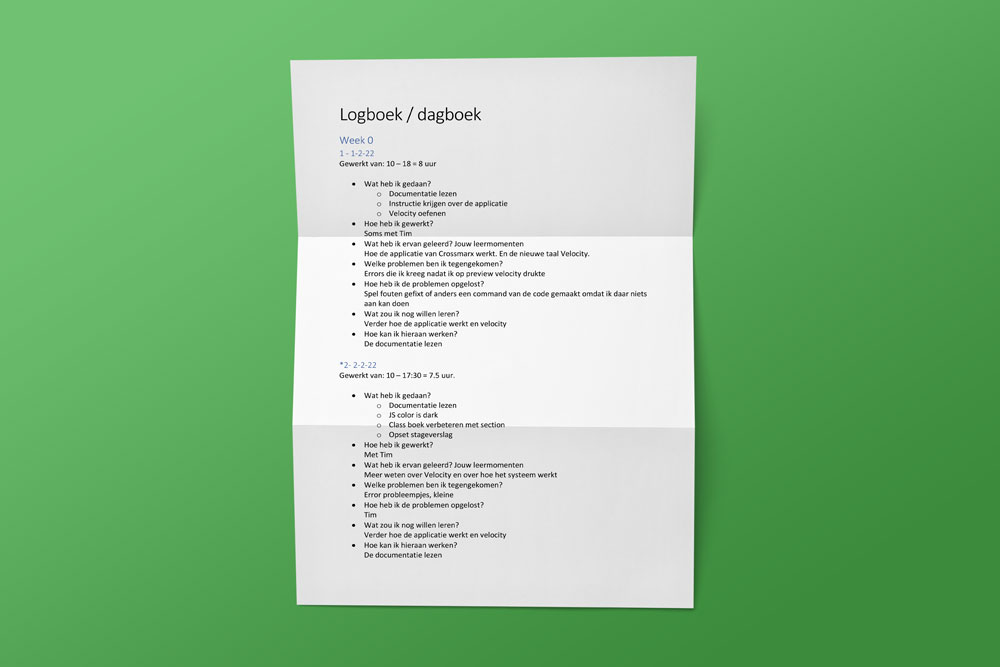 Logboek / dagboek
Week 0
1 - 1-2-22
Gewerkt van: 10 – 18 = 8 uur
• Wat heb ik gedaan?
o Documentatie lezen
o Instructie krijgen over de applicatie
o Velocity oefenen
• Hoe heb ik gewerkt?
Soms met Tim
• Wat heb ik ervan geleerd? Jouw leermomenten
Hoe de applicatie van Crossmarx werkt. En de nieuwe taal Velocity.
• Welke problemen ben ik tegengekomen?
Errors die ik kreeg nadat ik op preview velocity drukte
• Hoe heb ik de problemen opgelost?
Spel fouten gefixt of anders een command van de code gemaakt omdat ik daar niets
aan kan doen
• Wat zou ik nog willen leren?
Verder hoe de applicatie werkt en velocity
• Hoe kan ik hieraan werken?
De documentatie lezen
*2- 2-2-22
Gewerkt van: 10 – 17:30 = 7.5 uur.
• Wat heb ik gedaan?
o Documentatie lezen
o JS color is dark
o Class boek verbeteren met section
o Opset stageverslag
• Hoe heb ik gewerkt?
Met Tim
• Wat heb ik ervan geleerd? Jouw leermomenten
Meer weten over Velocity en over hoe het systeem werkt
• Welke problemen ben ik tegengekomen?
Error probleempjes, kleine
• Hoe heb ik de problemen opgelost?
Tim
• Wat zou ik nog willen leren?
Verder hoe de applicatie werkt en velocity
• Hoe kan ik hieraan werken?
De documentatie lezen